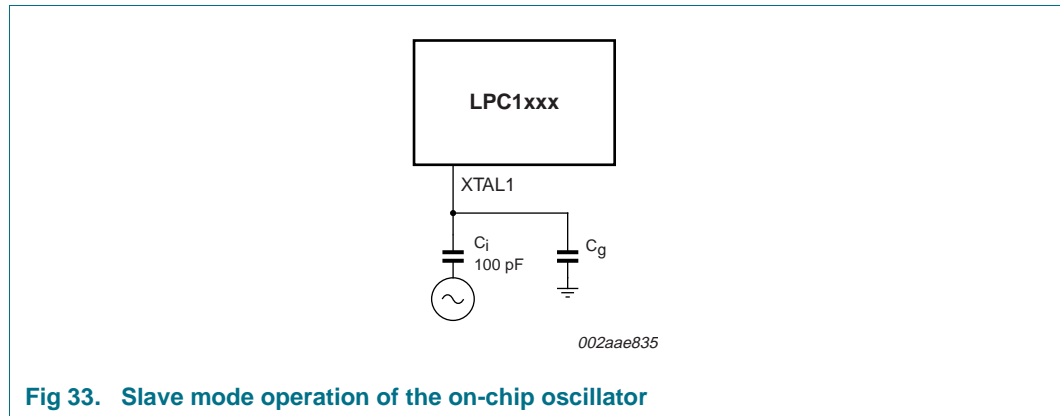 LPC1xxx
XTAL1
Ci
100 pF
Cg
002aae835
Fig 33. Slave mode operation of the on-chip oscillator